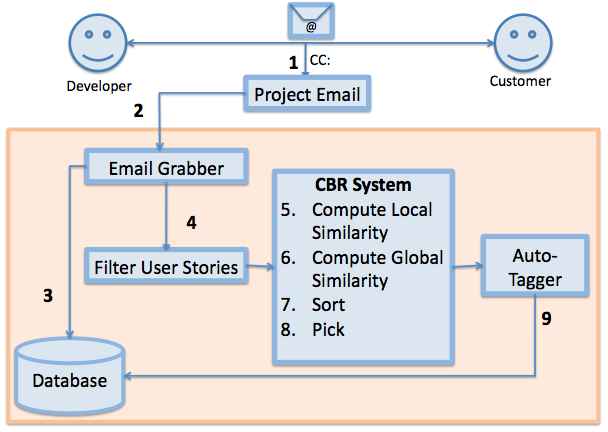 @
Developer
Customer
1 CC:
Project Email
2
Email Grabber
4
Filter User Stories
3
Database
CBR System
5. Compute Local
Similarity
6. Compute Global
Similarity
7. Sort
8. Pick
Auto-
Tagger
9